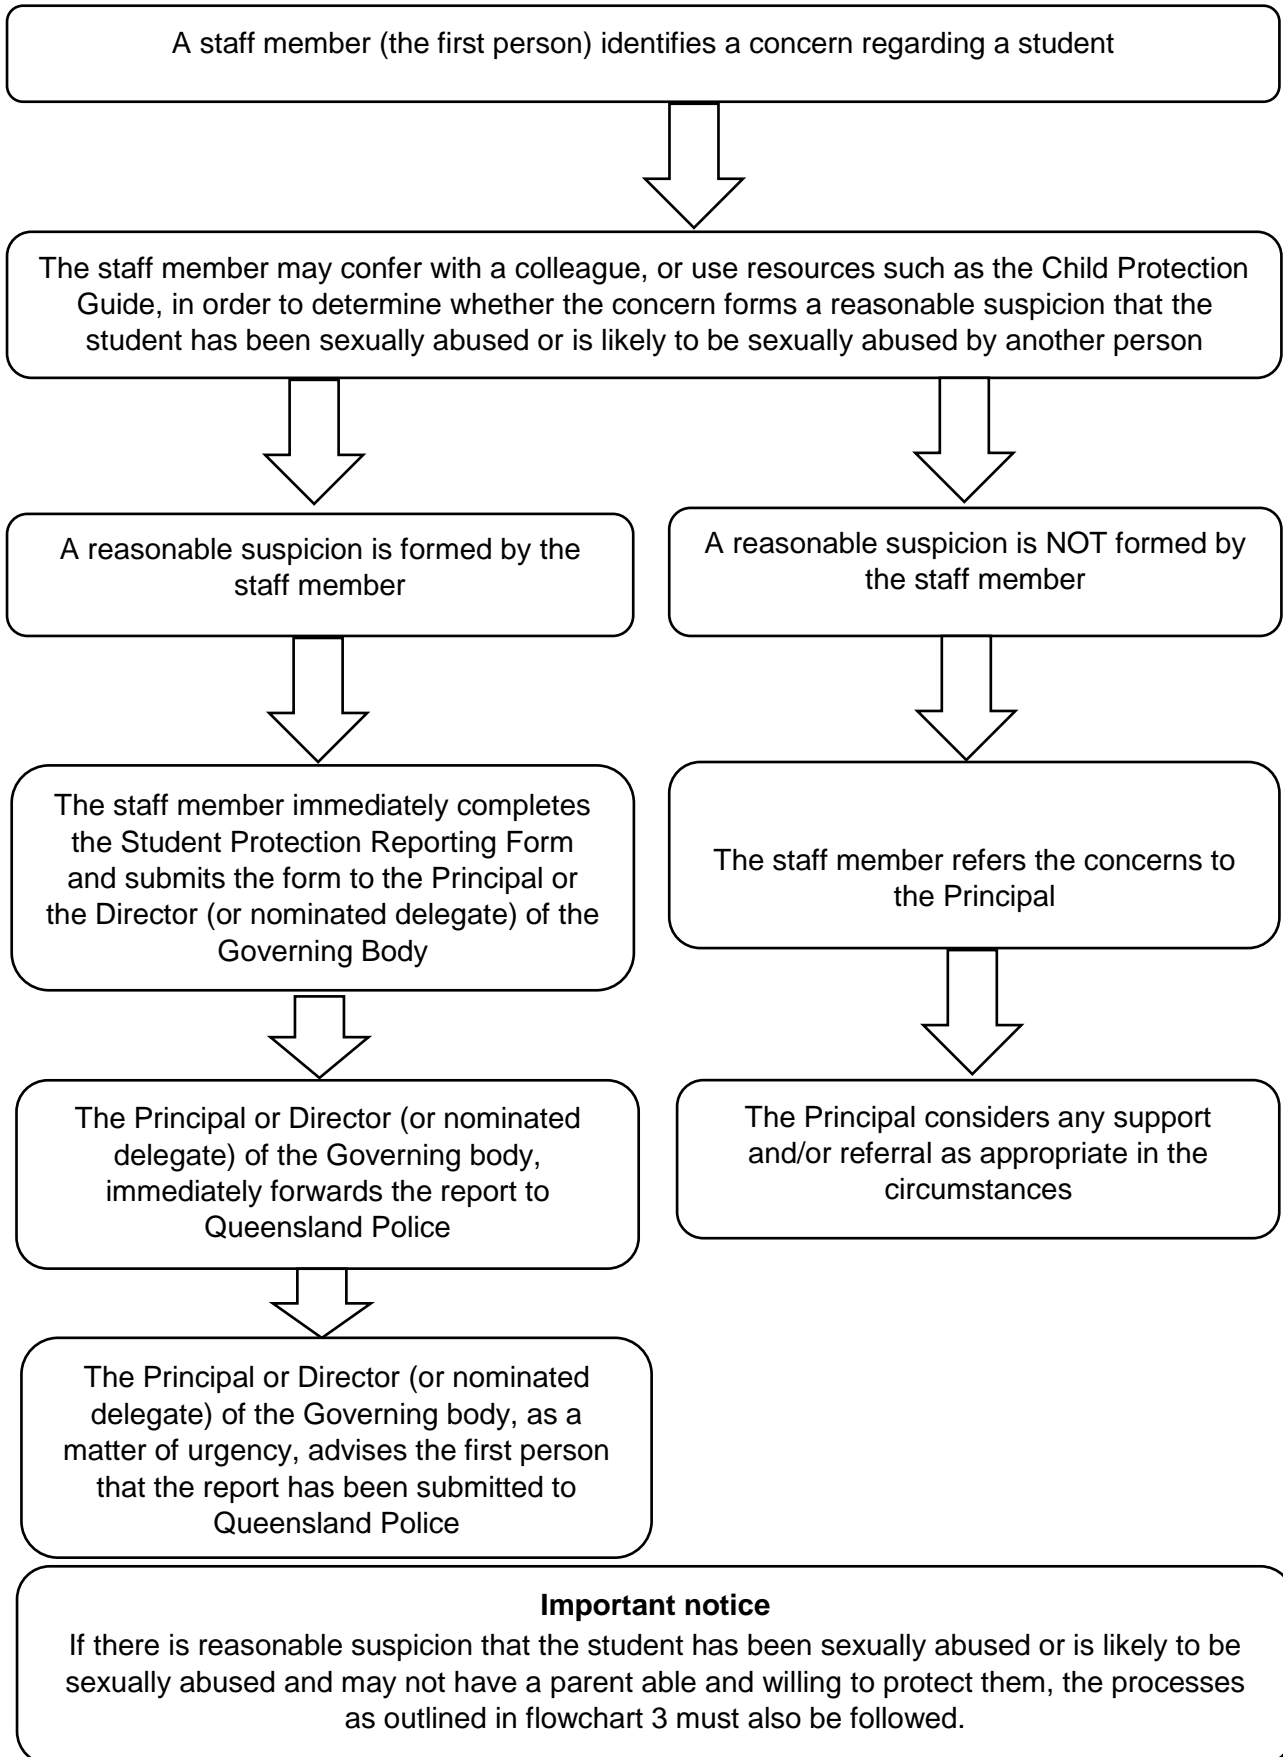 A staff member (the first person) identifies a concern regarding a student
The staff member may confer with a colleague, or use resources such as the Child Protection
Guide, in order to determine whether the concern forms a reasonable suspicion that the
student has been sexually abused or is likely to be sexually abused by another person
A reasonable suspicion is formed by the
staff member
A reasonable suspicion is NOT formed by
the staff member
The staff member immediately completes
the Student Protection Reporting Form
and submits the form to the Principal or
the Director (or nominated delegate) of the
Governing Body
The staff member refers the concerns to
the Principal
The Principal or Director (or nominated
delegate) of the Governing body,
immediately forwards the report to
Queensland Police
The Principal considers any support
and/or referral as appropriate in the
circumstances
The Principal or Director (or nominated
delegate) of the Governing body, as a
matter of urgency, advises the first person
that the report has been submitted to
Queensland Police
Important notice
If there is reasonable suspicion that the student has been sexually abused or is likely to be
sexually abused and may not have a parent able and willing to protect them, the processes
as outlined in flowchart 3 must also be followed.